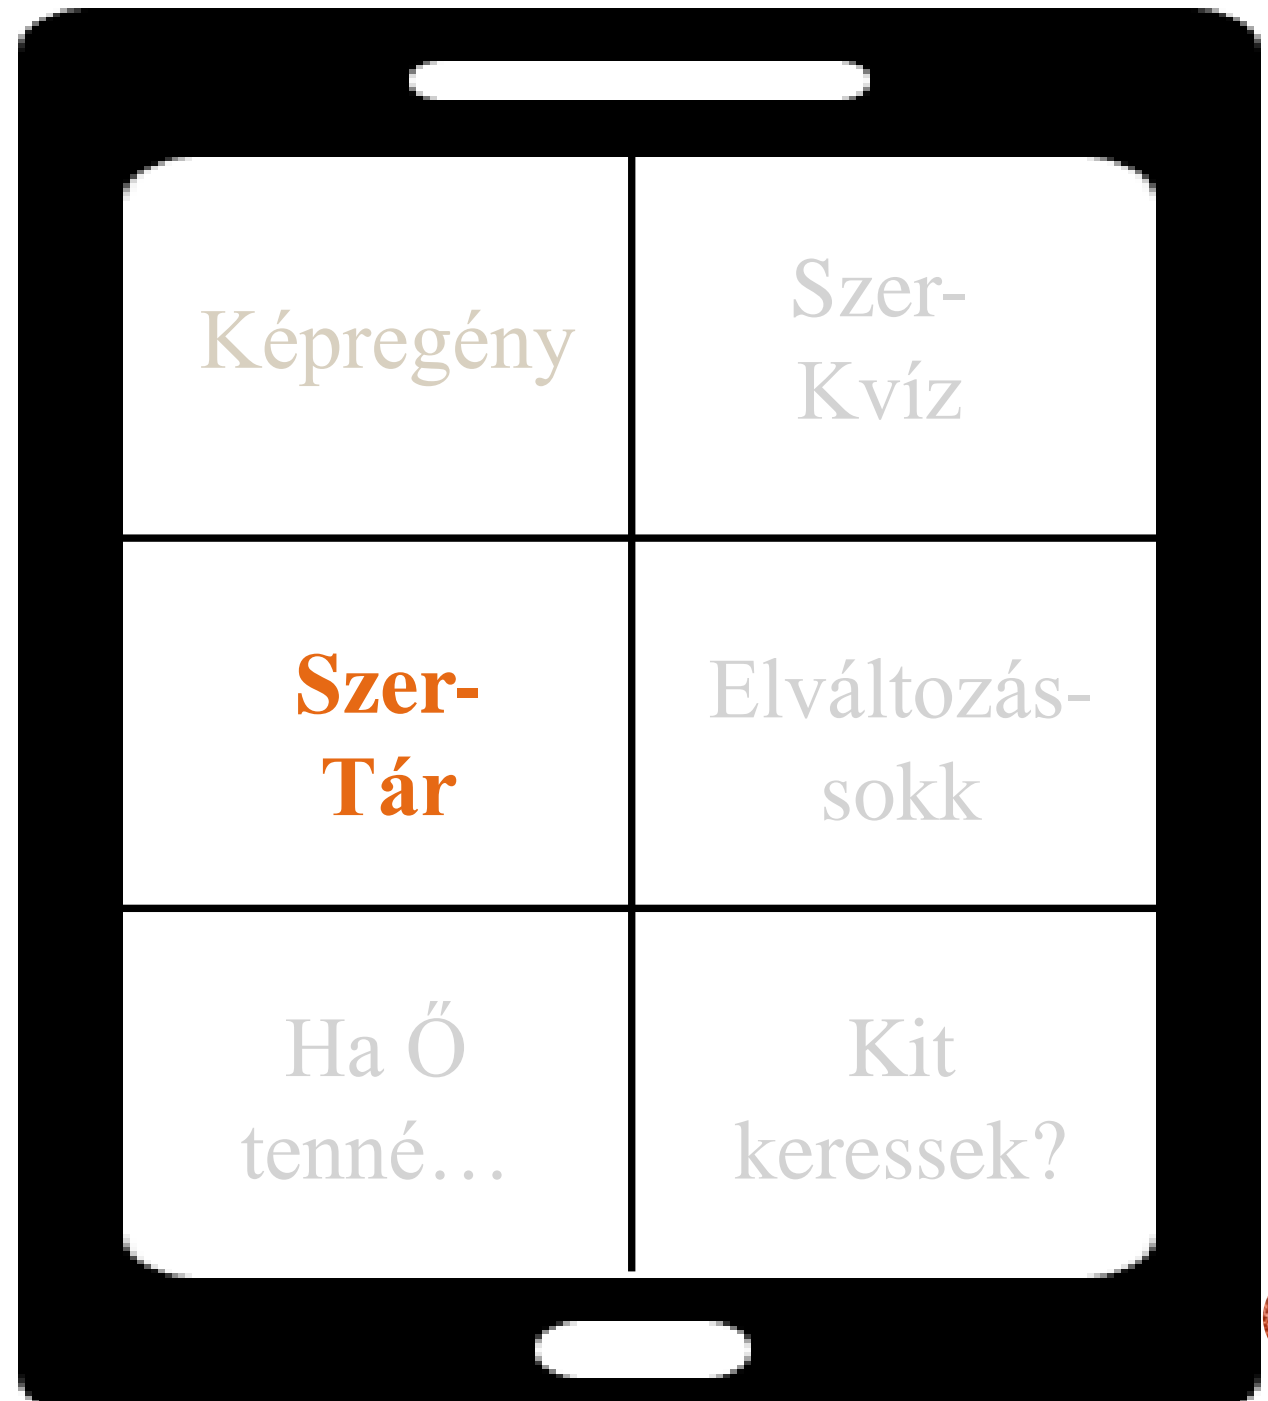 Képregény
Szer-
Kvíz
Szer-
Tár
Elváltozás-
sokk
Ha Ő
tenné…
Kit
keressek?